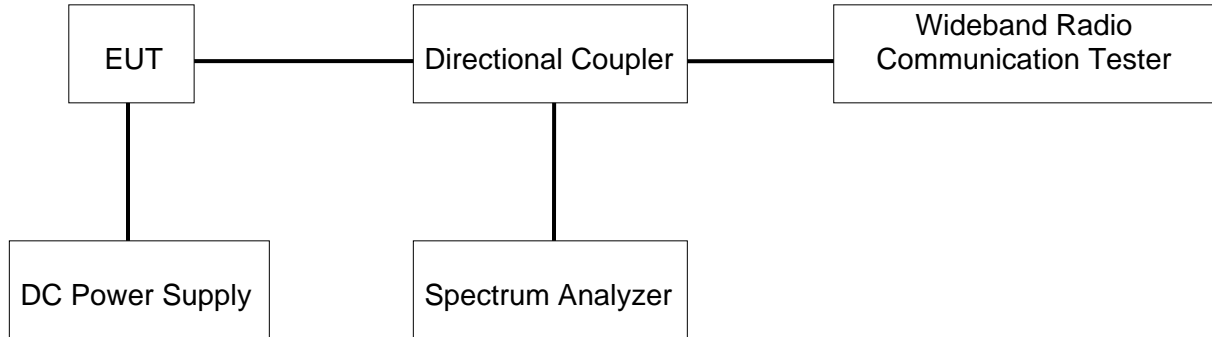 EUT
Directional Coupler
Wideband Radio
Communication Tester
DC Power Supply
Spectrum Analyzer